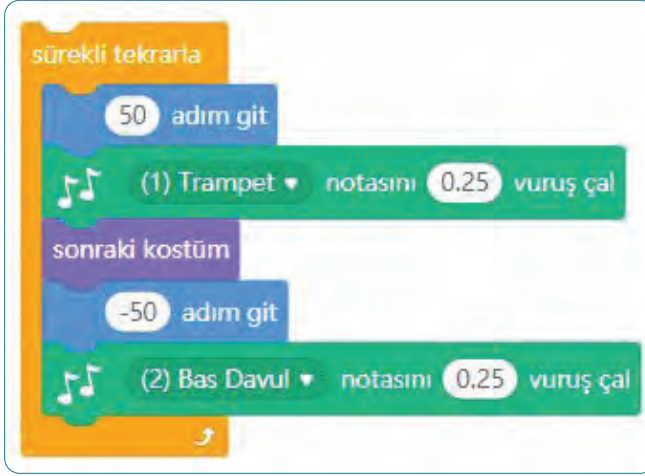 sürekli tekrarla
50 adım git
(1) Trampet notasını 0.25 vuruş çal
sonraki kostüm
-50 adım git
(2) Bas Davul notasını 0.25 vuruş çal